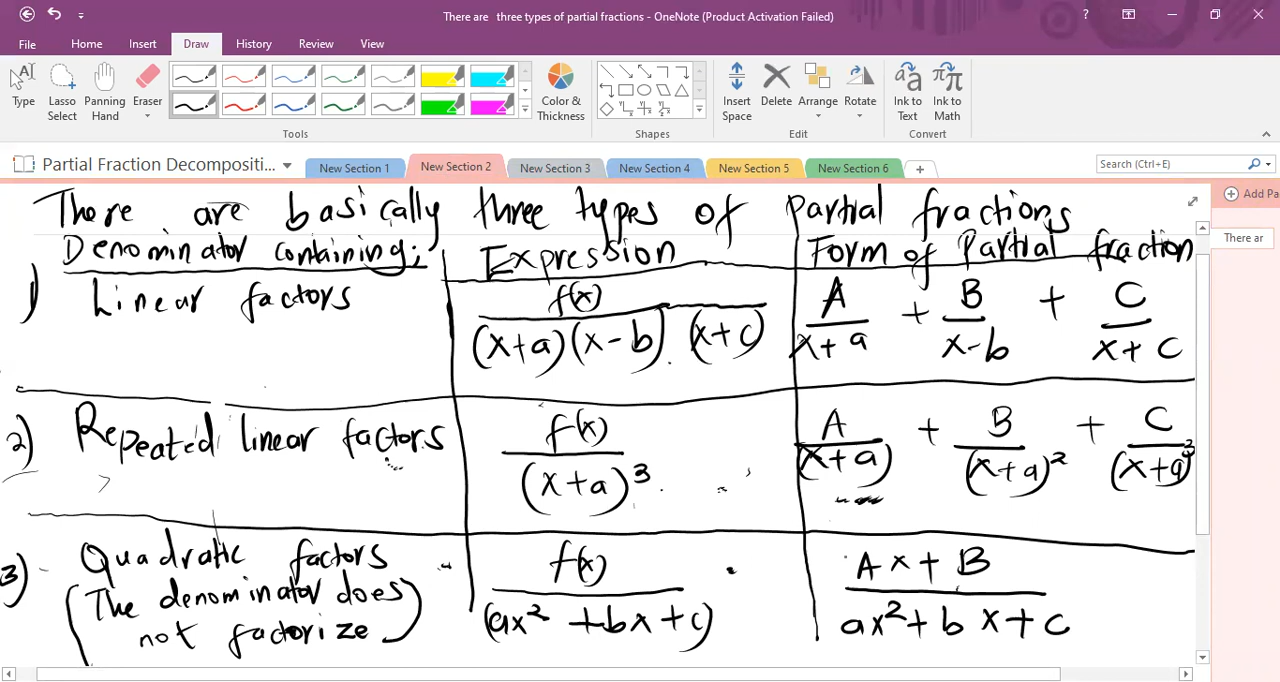 There are three types of partial fractions - OneNote (Product Activation Failed)
?
File Home Insert Draw History Review View
Type
Lasso Select
Panning Hand
Eraser
Color & Thickness
Insert Space
Delete
Arrange
Rotate
Ink to Text
Ink to Math
Tools Shapes Edit Convert
Partial Fraction Decompositi... New Section 1 New Section 2 New Section 3 New Section 4 New Section 5 New Section 6 + Search (Ctrl+E)
Add Pa
There ar
There are basically three types of Partial fractions
Denominator containing; Expression Form of Partial fraction
1) Linear factors f(x)/((x+a)(x-b).(x+c)) A/(x+a) + B/(x-b) + C/(x+c)
2) Repeated linear factors f(x)/(x+a)³ A/(x+a) + B/(x+a)² + C/(x+a)³
3) Quadratic factors (The denominator does not factorize) f(x)/(ax²+bx+c) (Ax+B)/(ax²+bx+c)